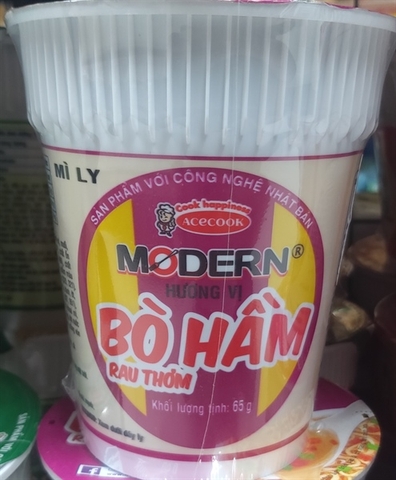 MÌ LY
SẢN PHẨM VỚI CÔNG NGHỆ NHẬT BẢN
Cook happiness
ACECOOK
MODERN®
HƯƠNG VỊ
BÒ HẦM
RAU THƠM
Khối lượng tịnh: 65 g